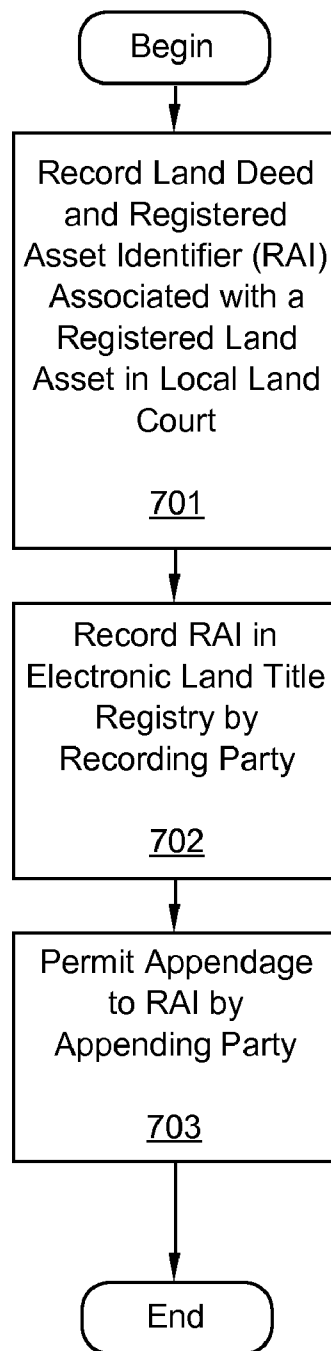 Begin
Record Land Deed
and Registered
Asset Identifier (RAI)
Associated with a
Registered Land
Asset in Local Land
Court
701
Record RAI in
Electronic Land Title
Registry by
Recording Party
702
Permit Appendage
to RAI by
Appending Party
703
End